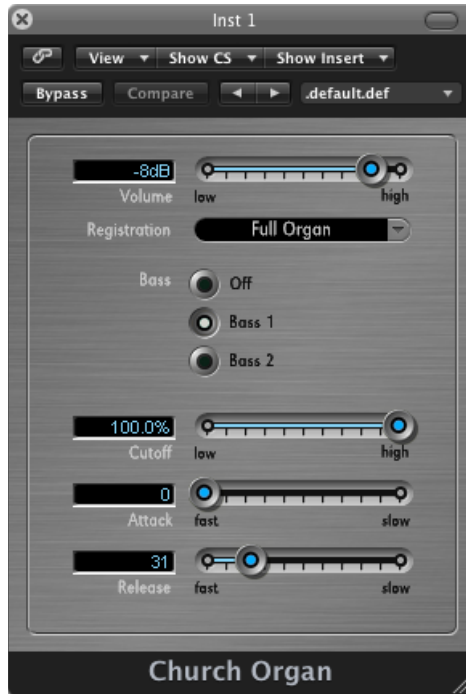 Inst 1
View Show CS Show Insert
Bypass Compare .default.def
-8dB
Volume low high
Registration Full Organ
Bass Off
Bass 1
Bass 2
100.0%
Cutoff low high
0
Attack fast slow
31
Release fast slow
Church Organ